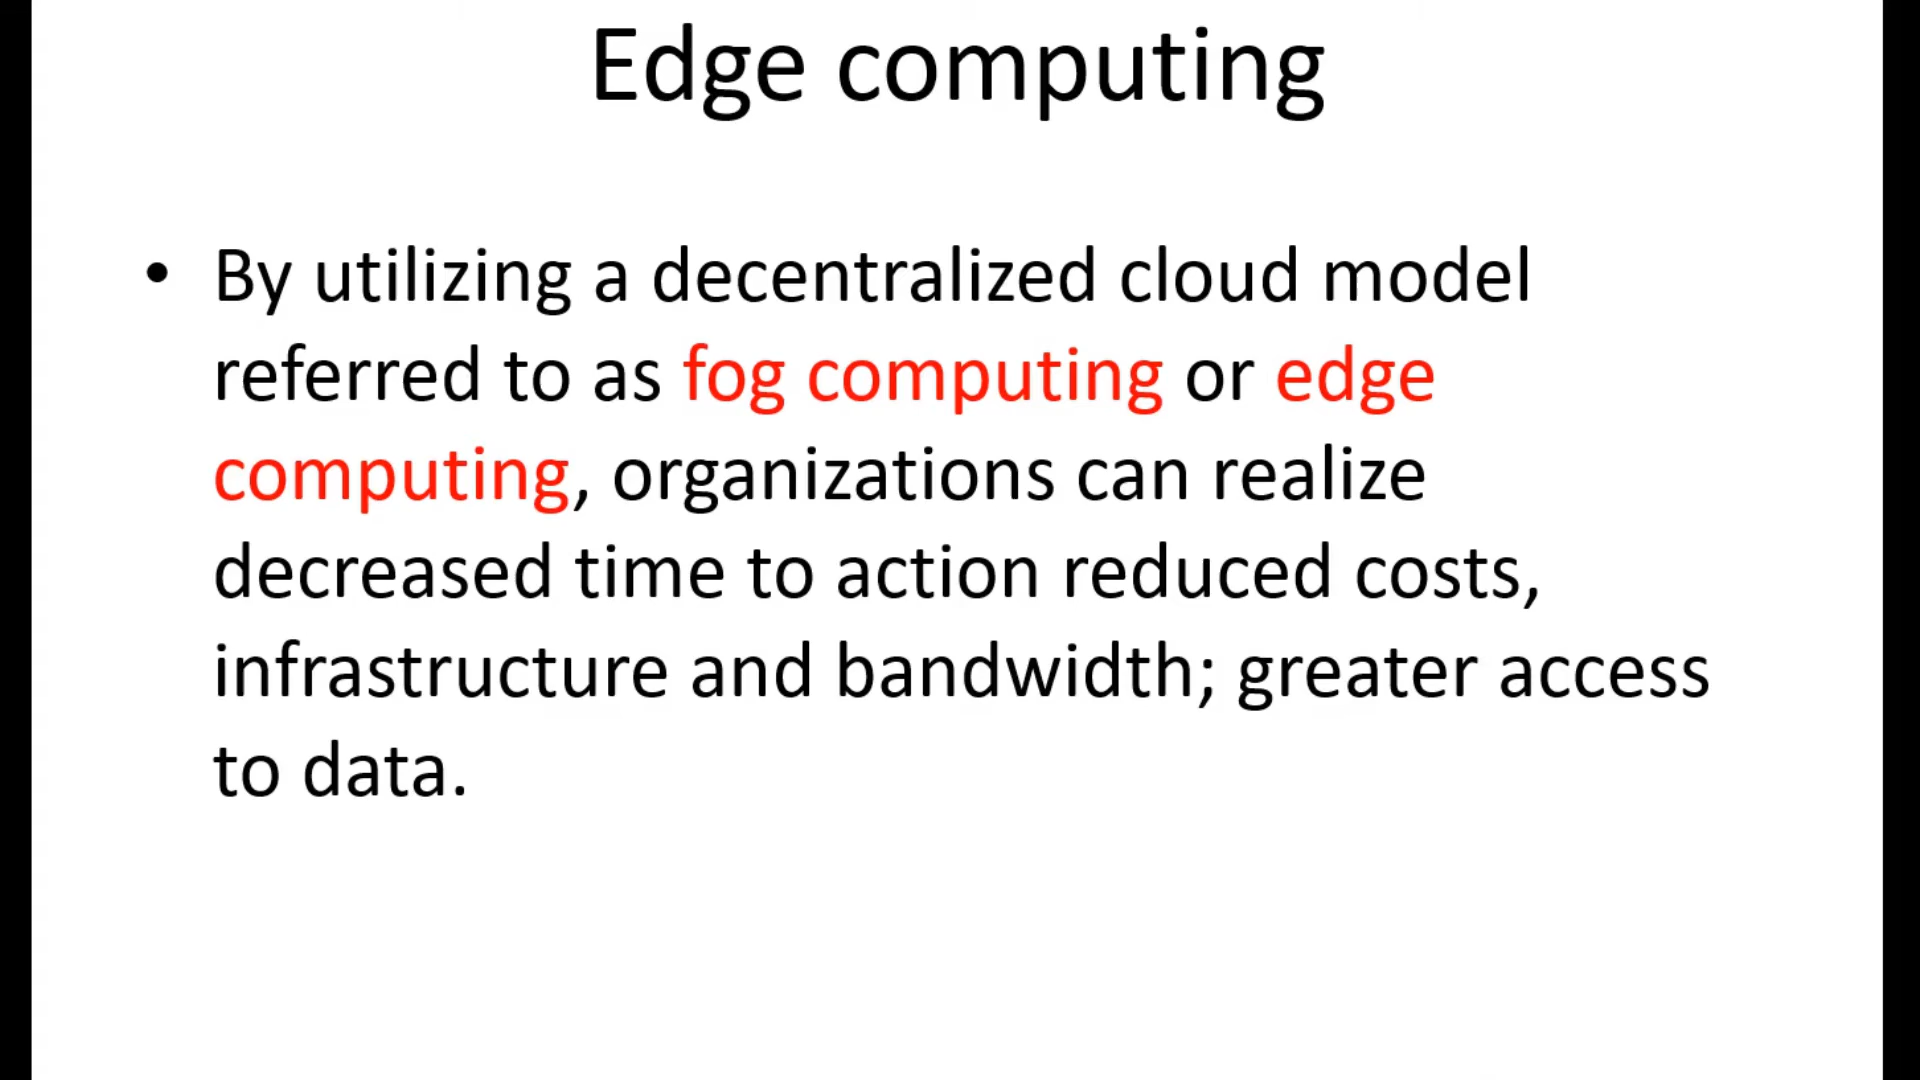 Edge computing
• By utilizing a decentralized cloud model
referred to as fog computing or edge
computing, organizations can realize
decreased time to action reduced costs,
infrastructure and bandwidth; greater access
to data.